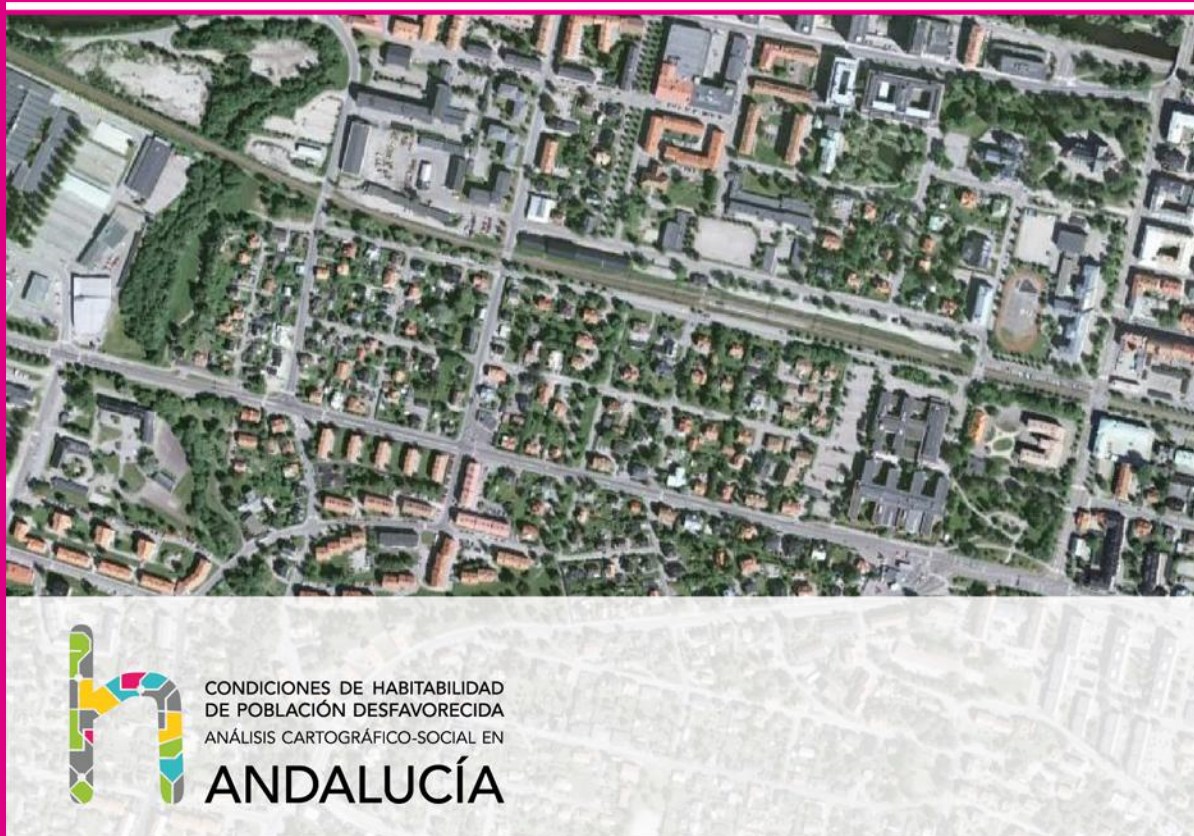 CONDICIONES DE HABITABILIDAD
DE POBLACIÓN DESFAVORECIDA
ANÁLISIS CARTOGRÁFICO-SOCIAL EN
ANDALUCÍA